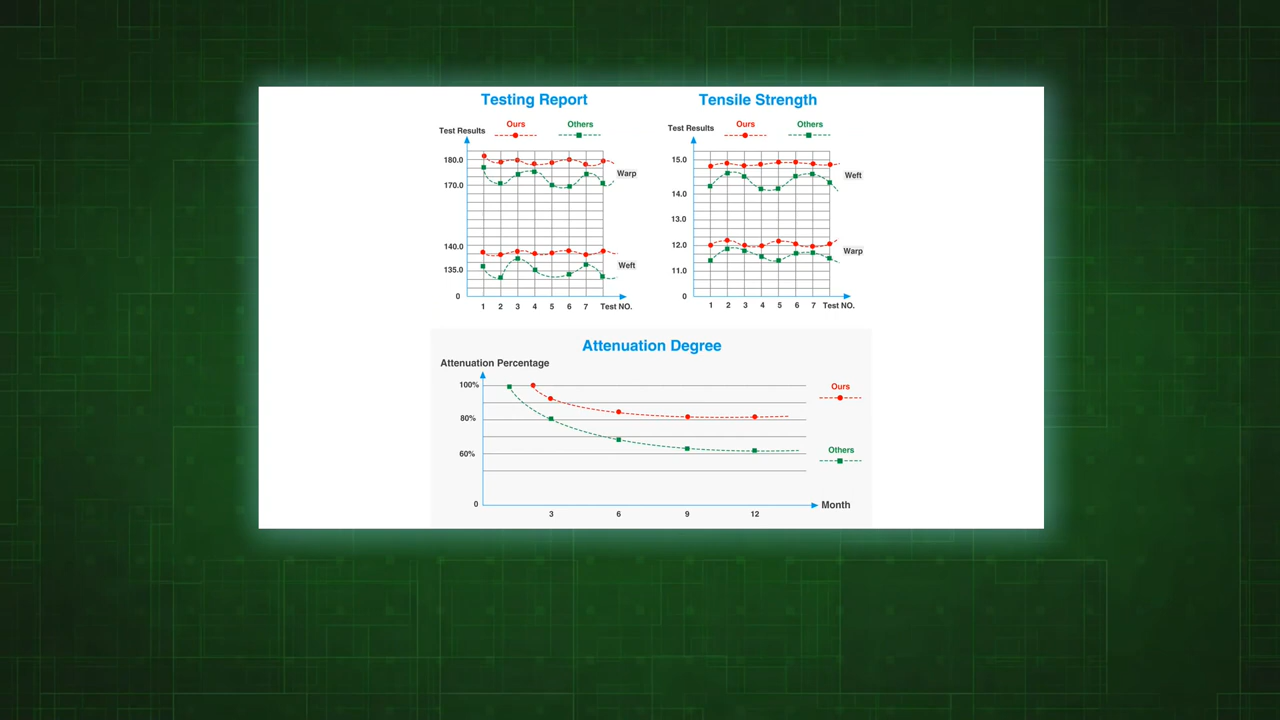 Testing Report
Ours
Others
Test Results
180.0
170.0
140.0
135.0
0
Warp
Weft
1 2 3 4 5 6 7 Test NO.
Tensile Strength
Ours
Others
Test Results
15.0
14.0
13.0
12.0
11.0
0
Weft
Warp
1 2 3 4 5 6 7 Test NO.
Attenuation Degree
Attenuation Percentage
100%
80%
60%
0
Ours
Others
3 6 9 12
Month